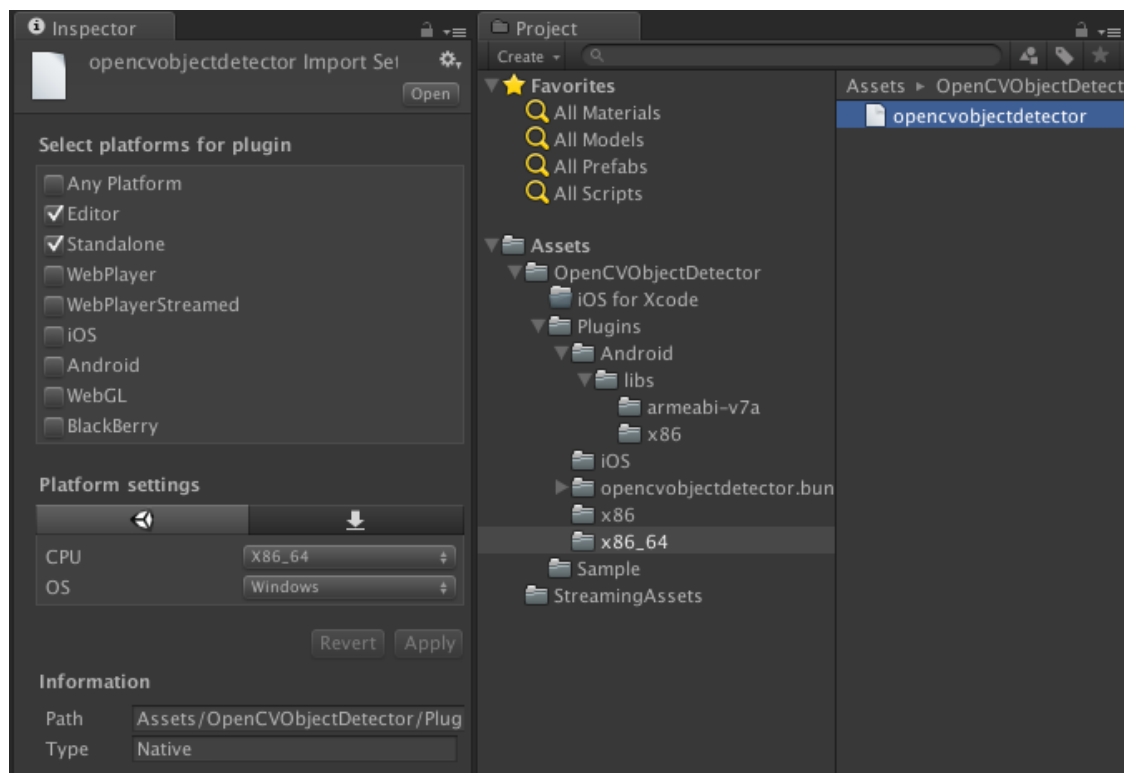 Inspector
opencvobjectdetector Import Set
Open
Select platforms for plugin
Any Platform
Editor
Standalone
WebPlayer
WebPlayerStreamed
iOS
Android
WebGL
BlackBerry
Platform settings
CPU X86_64
OS Windows
Revert Apply
Information
Path Assets/OpenCVObjectDetector/Plug
Type Native
Project
Create
Favorites
All Materials
All Models
All Prefabs
All Scripts
Assets
OpenCVObjectDetector
iOS for Xcode
Plugins
Android
libs
armeabi-v7a
x86
iOS
opencvobjectdetector.bun
x86
x86_64
Sample
StreamingAssets
Assets ▸ OpenCVObjectDetect
opencvobjectdetector